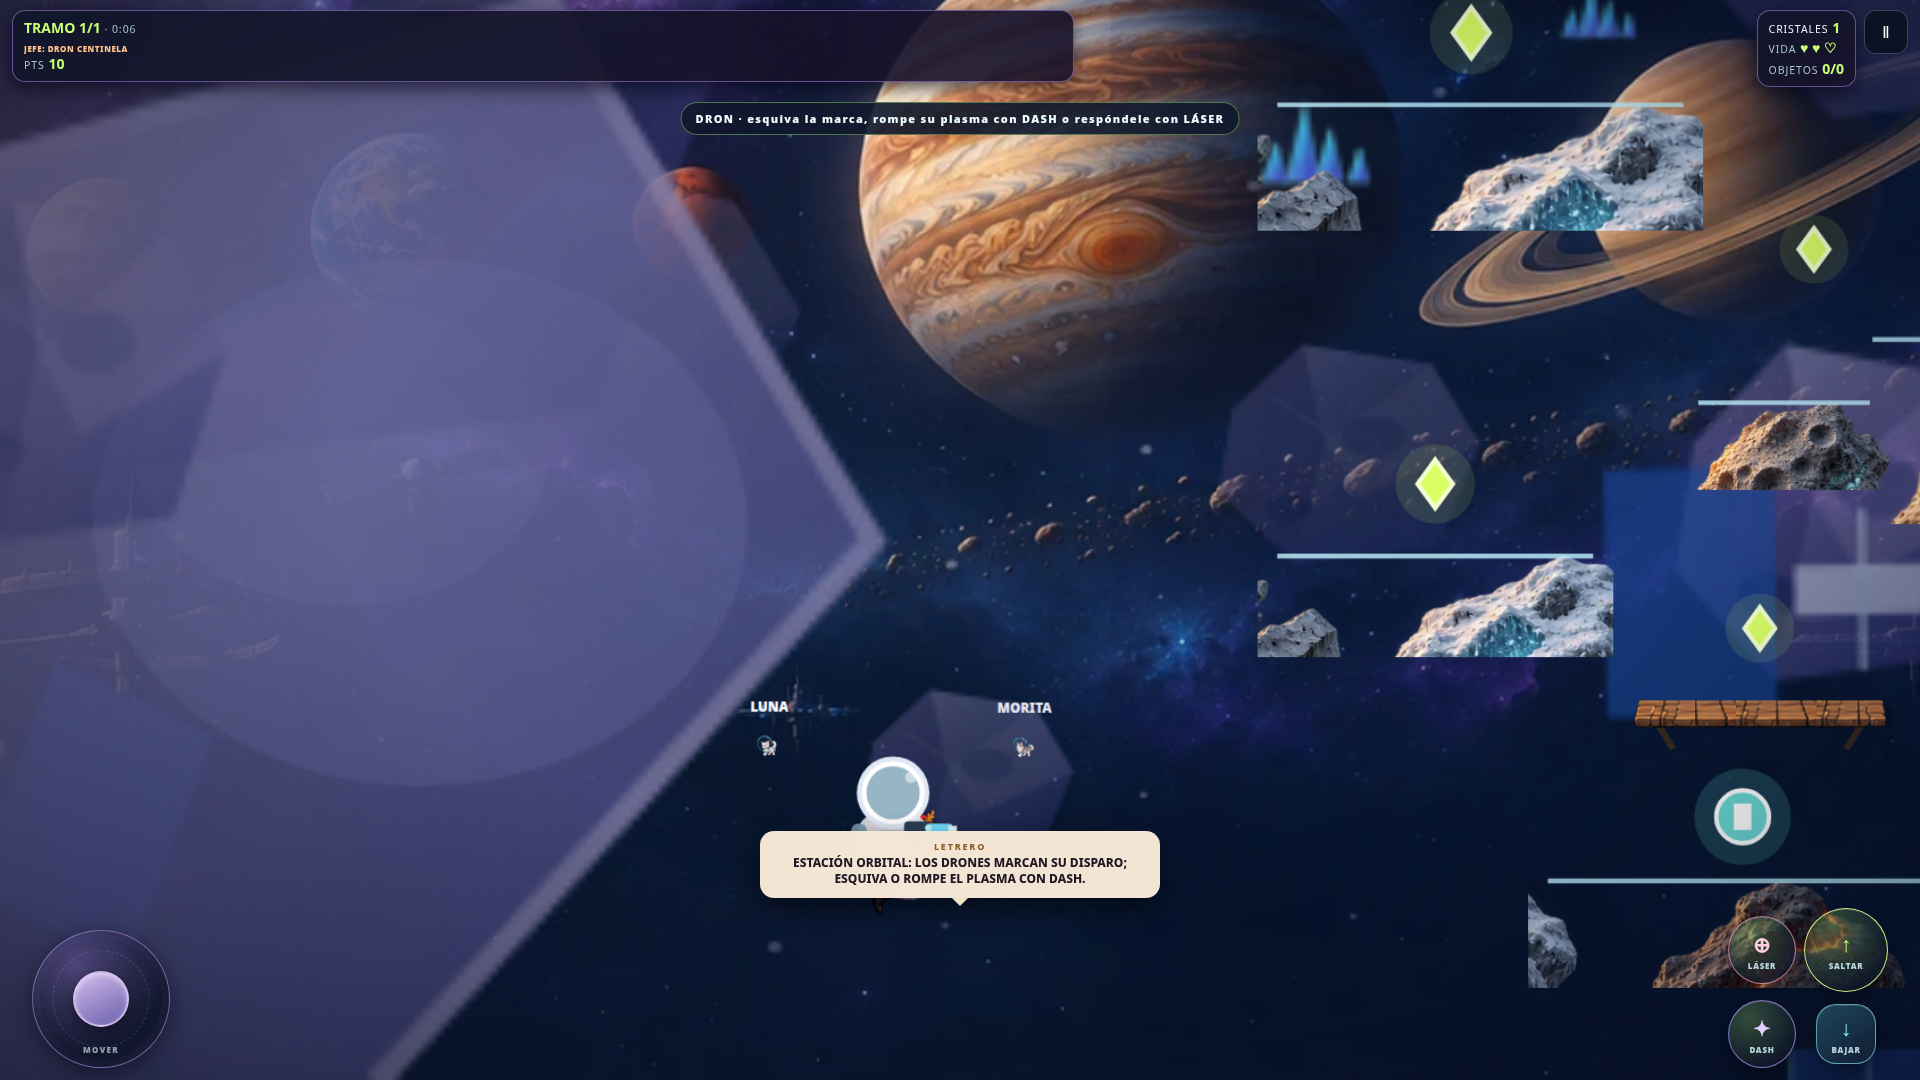 TRAMO 1/1 · 0:06
JEFE: DRON CENTINELA
PTS 10
CRISTALES 1
VIDA ♥ ♥ ♡
OBJETOS 0/0
DRON · esquiva la marca, rompe su plasma con DASH o respóndele con LÁSER
LUNA
MORITA
LETRERO
ESTACIÓN ORBITAL: LOS DRONES MARCAN SU DISPARO;
ESQUIVA O ROMPE EL PLASMA CON DASH.
MOVER
LÁSER
SALTAR
DASH
BAJAR